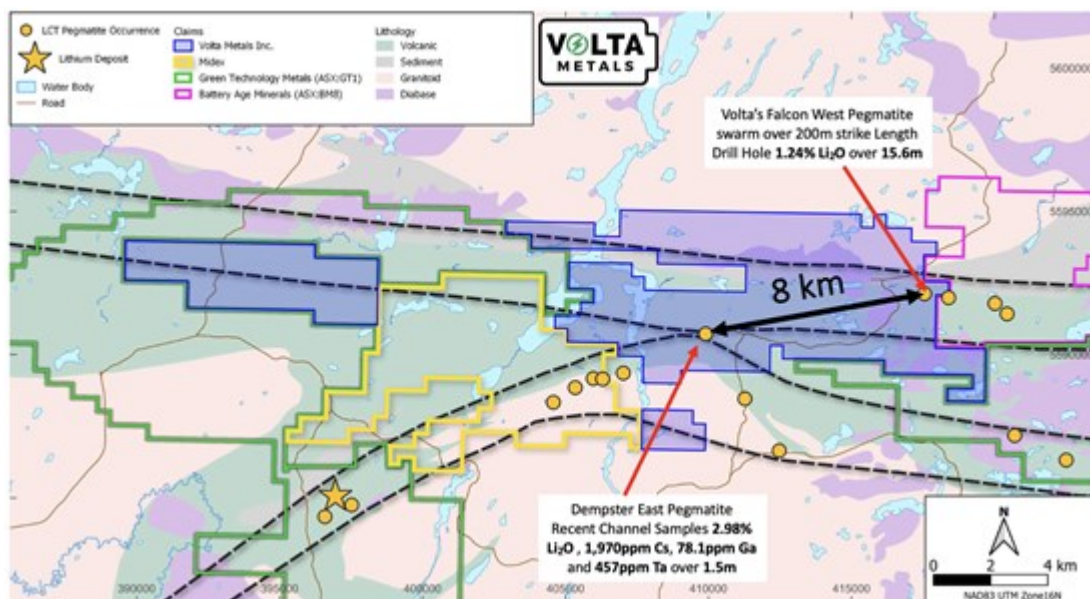 LCT Pegmatite Occurrence
Lithium Deposit
Water Body
Road
Claims
Volta Metals Inc.
Midex
Green Technology Metals (ASX:GT1)
Battery Age Minerals (ASX:BM8)
Lithology
Volcanic
Sediment
Granitoid
Diabase
VOLTA
METALS
Volta's Falcon West Pegmatite
swarm over 200m strike Length
Drill Hole 1.24% Li₂O over 15.6m
8 km
Dempster East Pegmatite
Recent Channel Samples 2.98%
Li₂O , 1,970ppm Cs, 78.1ppm Ga
and 457ppm Ta over 1.5m
5600000
5595000
5590000
390000
395000
400000
405000
410000
415000
N
0 2 4 km
NAD83 UTM Zone16N